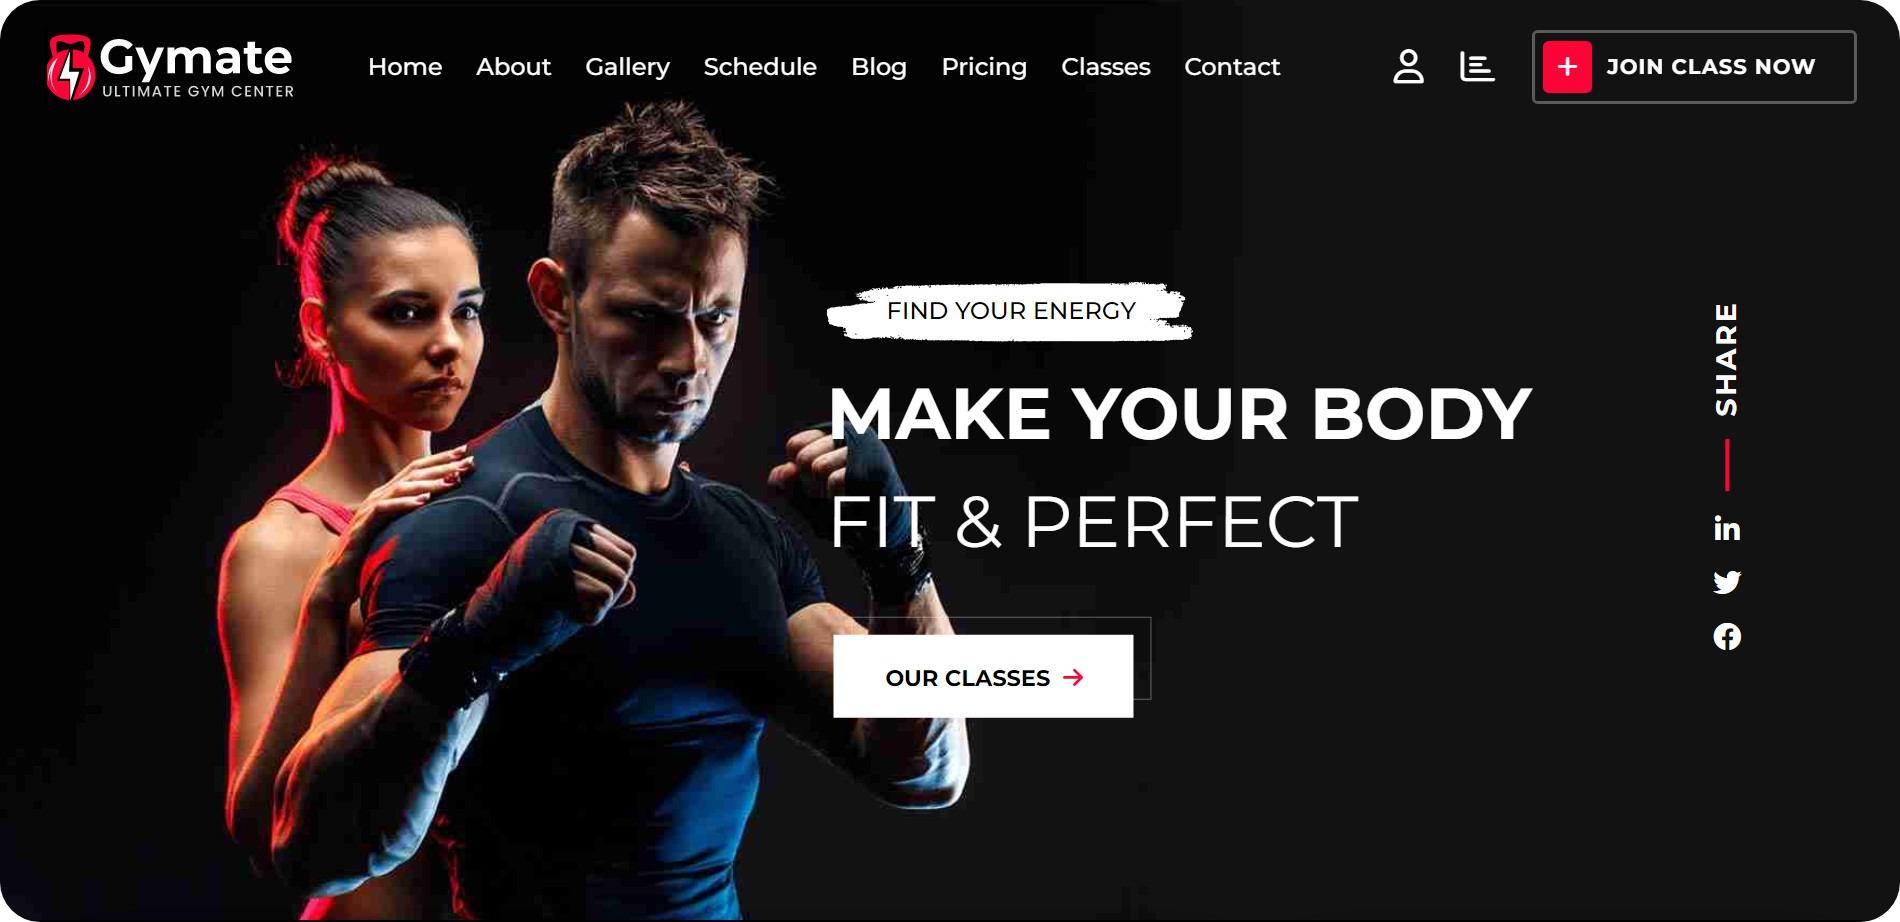 Gymate
ULTIMATE GYM CENTER
Home About Gallery Schedule Blog Pricing Classes Contact
+ JOIN CLASS NOW
FIND YOUR ENERGY
MAKE YOUR BODY
FIT & PERFECT
OUR CLASSES →
SHARE
in